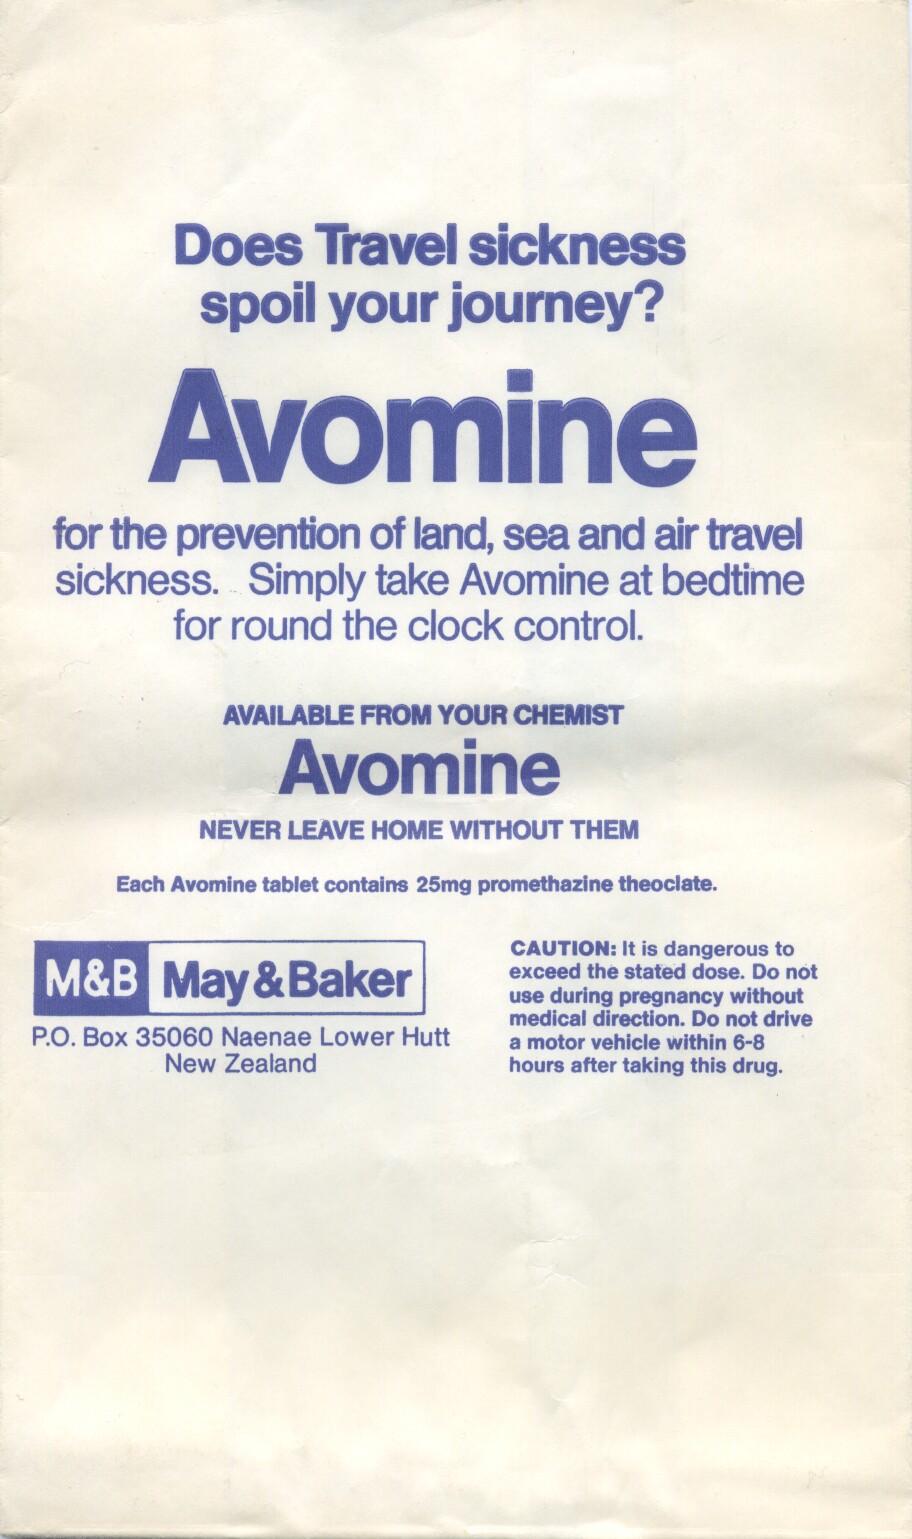 Does Travel sickness
spoil your journey?
Avomine
for the prevention of land, sea and air travel
sickness. Simply take Avomine at bedtime
for round the clock control.
AVAILABLE FROM YOUR CHEMIST
Avomine
NEVER LEAVE HOME WITHOUT THEM
Each Avomine tablet contains 25mg promethazine theoclate.
M&B May&Baker
P.O. Box 35060 Naenae Lower Hutt
New Zealand
CAUTION: It is dangerous to
exceed the stated dose. Do not
use during pregnancy without
medical direction. Do not drive
a motor vehicle within 6-8
hours after taking this drug.